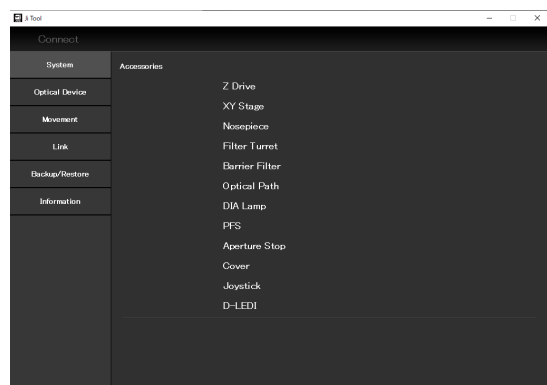 Ji Tool
Connect
System
Optical Device
Movement
Link
Backup/Restore
Information
Accessories
Z Drive
XY Stage
Nosepiece
Filter Turret
Barrier Filter
Optical Path
DIA Lamp
PFS
Aperture Stop
Cover
Joystick
D-LEDI